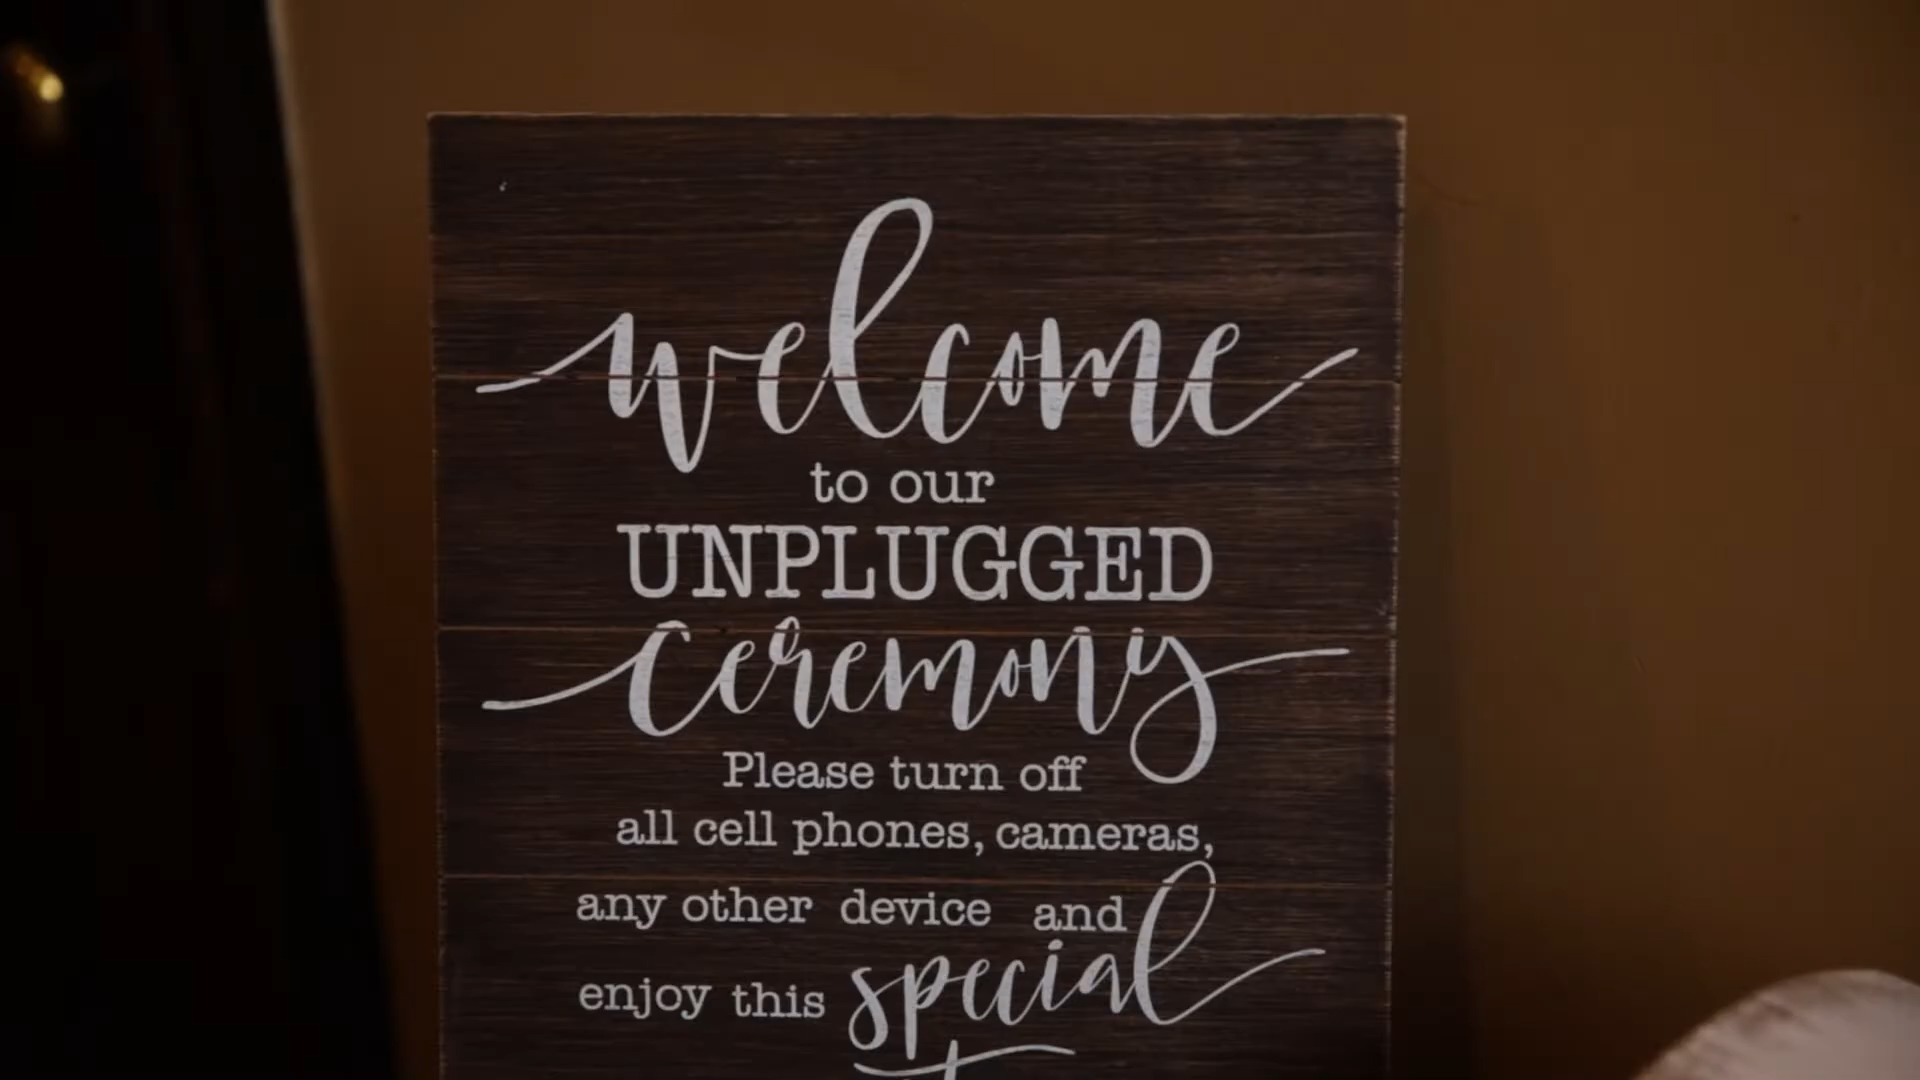 welcome
to our
UNPLUGGED
ceremony
Please turn off
all cell phones, cameras,
any other device and
enjoy this special